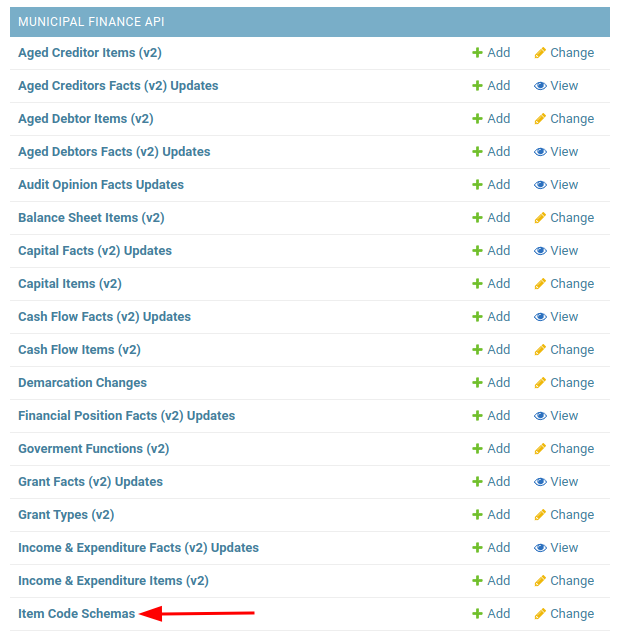 MUNICIPAL FINANCE API
Aged Creditor Items (v2) Add Change
Aged Creditors Facts (v2) Updates Add View
Aged Debtor Items (v2) Add Change
Aged Debtors Facts (v2) Updates Add View
Audit Opinion Facts Updates Add View
Balance Sheet Items (v2) Add Change
Capital Facts (v2) Updates Add View
Capital Items (v2) Add Change
Cash Flow Facts (v2) Updates Add View
Cash Flow Items (v2) Add Change
Demarcation Changes Add Change
Financial Position Facts (v2) Updates Add View
Goverment Functions (v2) Add Change
Grant Facts (v2) Updates Add View
Grant Types (v2) Add Change
Income & Expenditure Facts (v2) Updates Add View
Income & Expenditure Items (v2) Add Change
Item Code Schemas Add Change